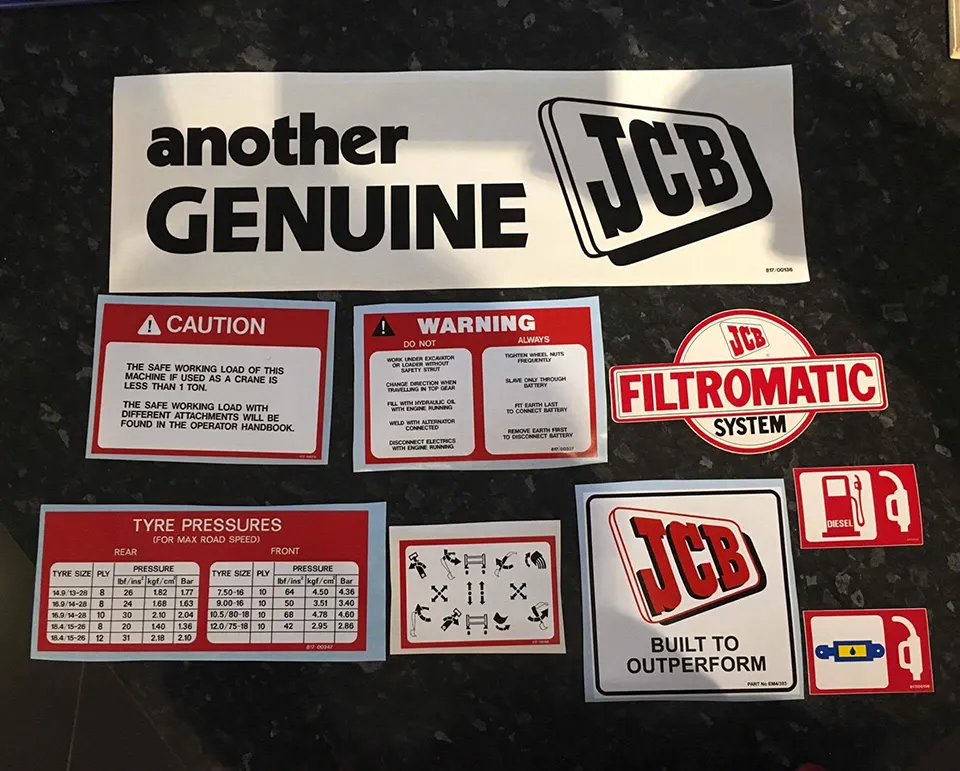 another
GENUINE
JCB
817/00136
CAUTION
THE SAFE WORKING LOAD OF THIS
MACHINE IF USED AS A CRANE IS
LESS THAN 1 TON.
THE SAFE WORKING LOAD WITH
DIFFERENT ATTACHMENTS WILL BE
FOUND IN THE OPERATOR HANDBOOK.
WARNING
DO NOT
WORK UNDER EXCAVATOR
OR LOADER WITHOUT
SAFETY STRUT
CHANGE DIRECTION WHEN
TRAVELLING IN TOP GEAR
FILL WITH HYDRAULIC OIL
WITH ENGINE RUNNING
WELD WITH ALTERNATOR
CONNECTED
DISCONNECT ELECTRICS
WITH ENGINE RUNNING
ALWAYS
TIGHTEN WHEEL NUTS
FREQUENTLY
SLAVE ONLY THROUGH
BATTERY
FIT EARTH LAST
TO CONNECT BATTERY
REMOVE EARTH FIRST
TO DISCONNECT BATTERY
JCB
FILTROMATIC
SYSTEM
TYRE PRESSURES
(FOR MAX ROAD SPEED)
REAR
TYRE SIZE PLY PRESSURE
lbf/ins² kgf/cm² Bar
14.9/13-28 8 26 1.82 1.77
16.9/14-28 8 24 1.68 1.63
16.9/14-28 10 30 2.10 2.04
18.4/15-26 8 20 1.40 1.36
18.4/15-26 12 31 2.18 2.10
FRONT
TYRE SIZE PLY PRESSURE
lbf/ins² kgf/cm² Bar
7.50-16 10 64 4.50 4.36
9.00-16 10 50 3.51 3.40
10.5/80-18 10 68 4.78 4.60
12.0/75-18 10 42 2.95 2.86
817 00347
JCB
BUILT TO
OUTPERFORM
PART No
DIESEL